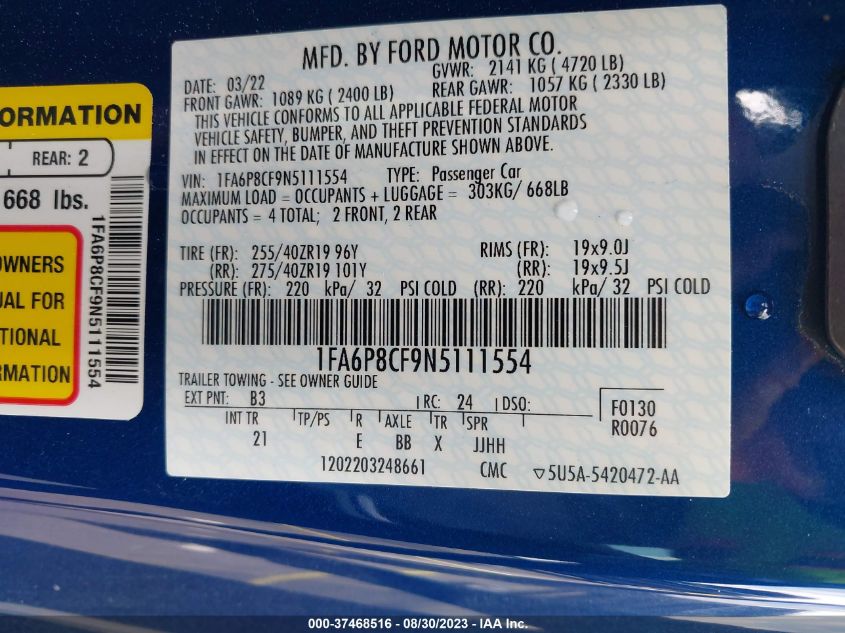 MFD. BY FORD MOTOR CO.
DATE: 03/22 GVWR: 2141 KG ( 4720 LB)
FRONT GAWR: 1089 KG ( 2400 LB) REAR GAWR: 1057 KG ( 2330 LB)
THIS VEHICLE CONFORMS TO ALL APPLICABLE FEDERAL MOTOR
VEHICLE SAFETY, BUMPER, AND THEFT PREVENTION STANDARDS
IN EFFECT ON THE DATE OF MANUFACTURE SHOWN ABOVE.
VIN: 1FA6P8CF9N5111554 TYPE: Passenger Car
MAXIMUM LOAD = OCCUPANTS + LUGGAGE = 303KG/ 668LB
OCCUPANTS = 4 TOTAL; 2 FRONT, 2 REAR
TIRE (FR): 255/40ZR19 96Y RIMS (FR): 19x9.0J
(RR): 275/40ZR19 101Y (RR): 19x9.5J
PRESSURE (FR): 220 kPa/ 32 PSI COLD (RR): 220 kPa/ 32 PSI COLD
1FA6P8CF9N5111554
TRAILER TOWING - SEE OWNER GUIDE
EXT PNT: B3 RC: 24 DSO: F0130
INT TR TP/PS R AXLE TR SPR R0076
21 E BB X JJHH
1202203248661 CMC 5U5A-5420472-AA
ORMATION
REAR: 2
668 lbs.
OWNERS
UAL FOR
TIONAL
RMATION
1FA6P8CF9N5111554
000-37468516 - 08/30/2023 - IAA Inc.